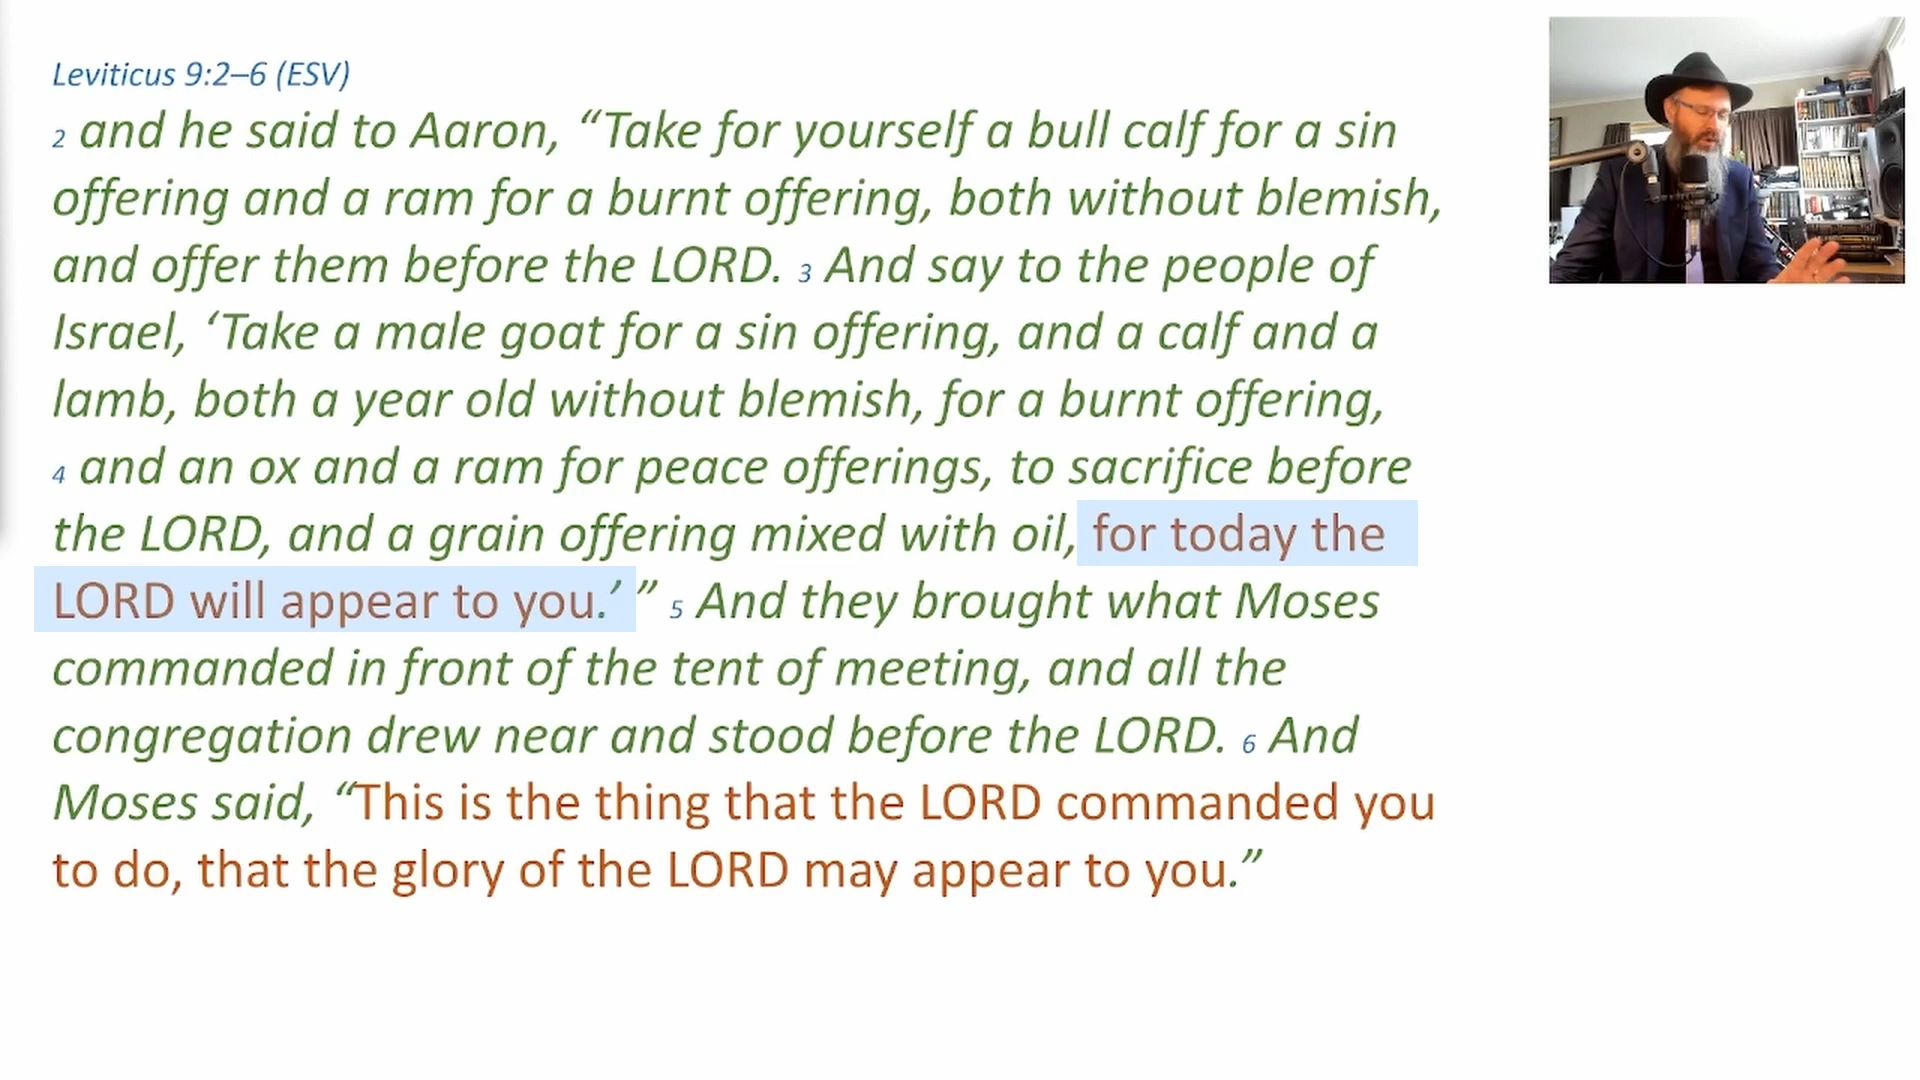 Leviticus 9:2–6 (ESV)
2 and he said to Aaron, “Take for yourself a bull calf for a sin
offering and a ram for a burnt offering, both without blemish,
and offer them before the LORD. 3 And say to the people of
Israel, ‘Take a male goat for a sin offering, and a calf and a
lamb, both a year old without blemish, for a burnt offering,
4 and an ox and a ram for peace offerings, to sacrifice before
the LORD, and a grain offering mixed with oil, for today the
LORD will appear to you.’ ” 5 And they brought what Moses
commanded in front of the tent of meeting, and all the
congregation drew near and stood before the LORD. 6 And
Moses said, “This is the thing that the LORD commanded you
to do, that the glory of the LORD may appear to you.”